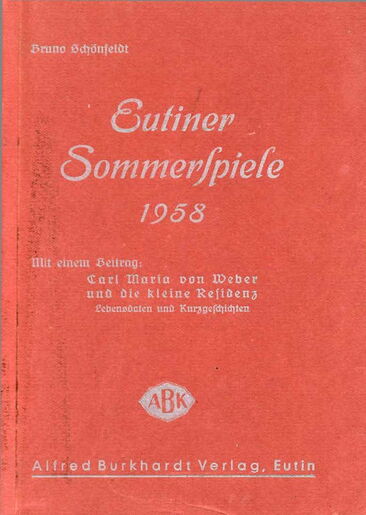 Bruno Schönfeldt
Eutiner
Sommerſpiele
1958
Mit einem Beitrag:
Carl Maria von Weber
und die kleine Reſidenz
Lebensdaten und Kurzgeſchichten
ABK
Alfred Burkhardt Verlag, Eutin